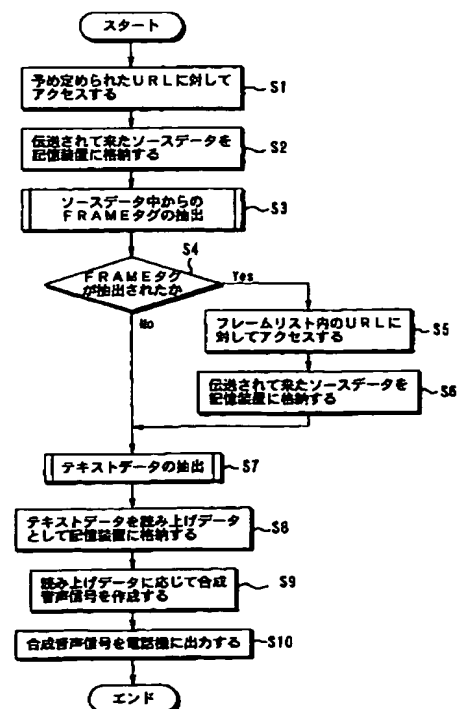 スタート
予め定められたURLに対して
アクセスする
S1
伝送されて来たソースデータを
記憶装置に格納する
S2
ソースデータ中からの
FRAMEタグの抽出
S3
S4
FRAMEタグ
が抽出されたか
Yes
No
フレームリスト内のURLに
対してアクセスする
S5
伝送されて来たソースデータを
記憶装置に格納する
S6
テキストデータの抽出
S7
テキストデータを読み上げデータ
として記憶装置に格納する
S8
読み上げデータに応じて合成
音声信号を作成する
S9
合成音声信号を電話機に出力する
S10
エンド